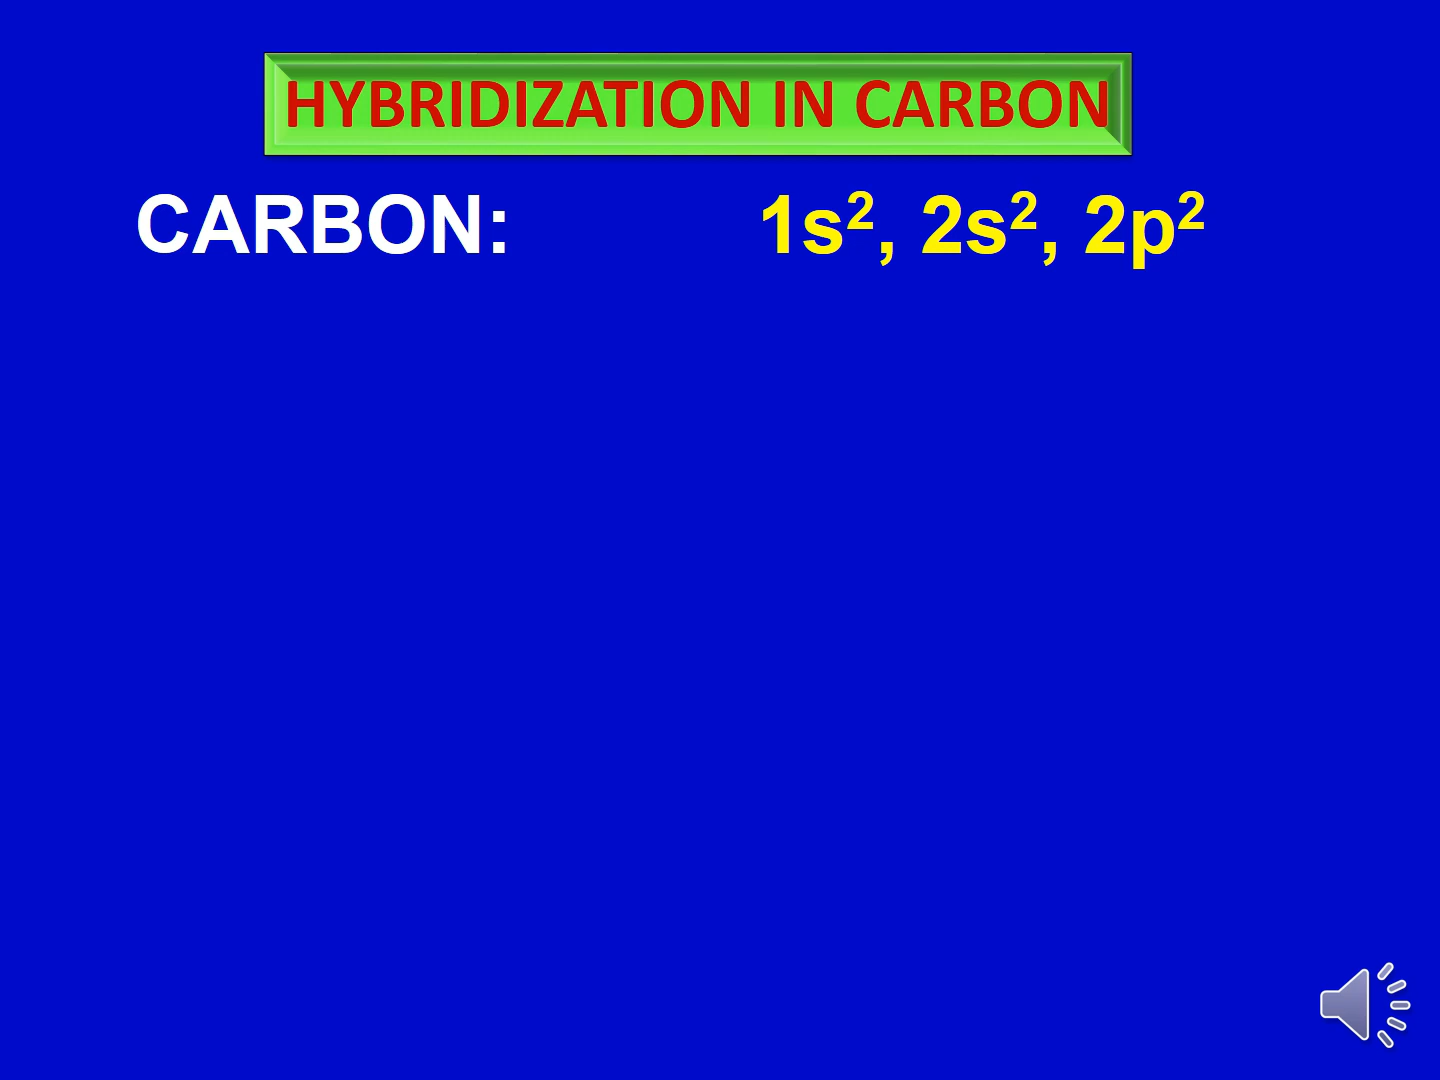 HYBRIDIZATION IN CARBON
CARBON: 1s², 2s², 2p²